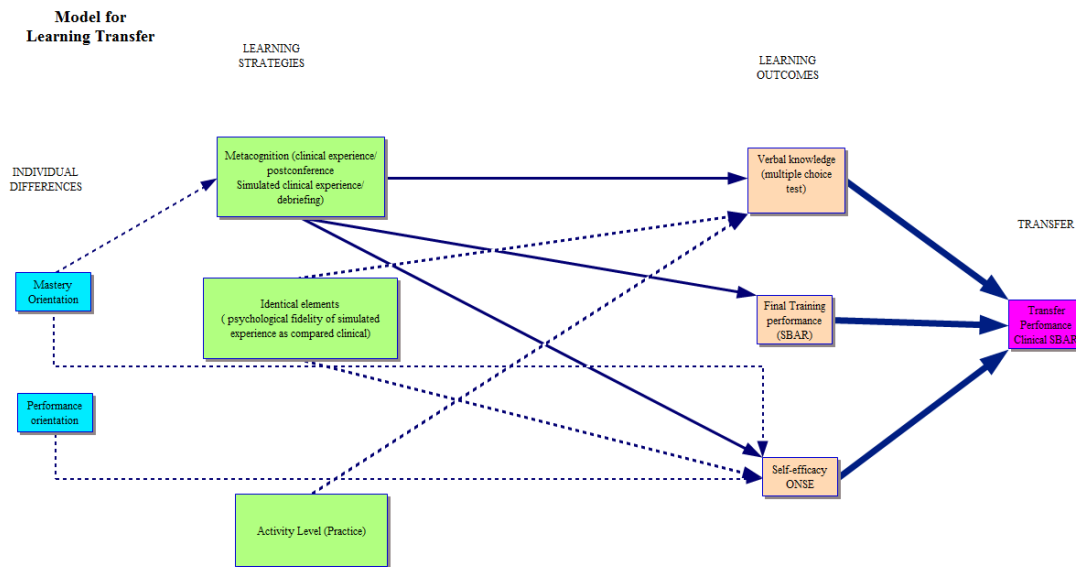 Model for
Learning Transfer
LEARNING
STRATEGIES
LEARNING
OUTCOMES
INDIVIDUAL
DIFFERENCES
TRANSFER
Metacognition (clinical experience/
postconference
Simulated clinical experience/
debriefing)
Verbal knowledge
(multiple choice
test)
Mastery
Orientation
Identical elements
( psychological fidelity of simulated
experience as compared clinical)
Final Training
performance
(SBAR)
Transfer
Perfomance
Clinical SBAR
Performance
orientation
Self-efficacy
ONSE
Activity Level (Practice)